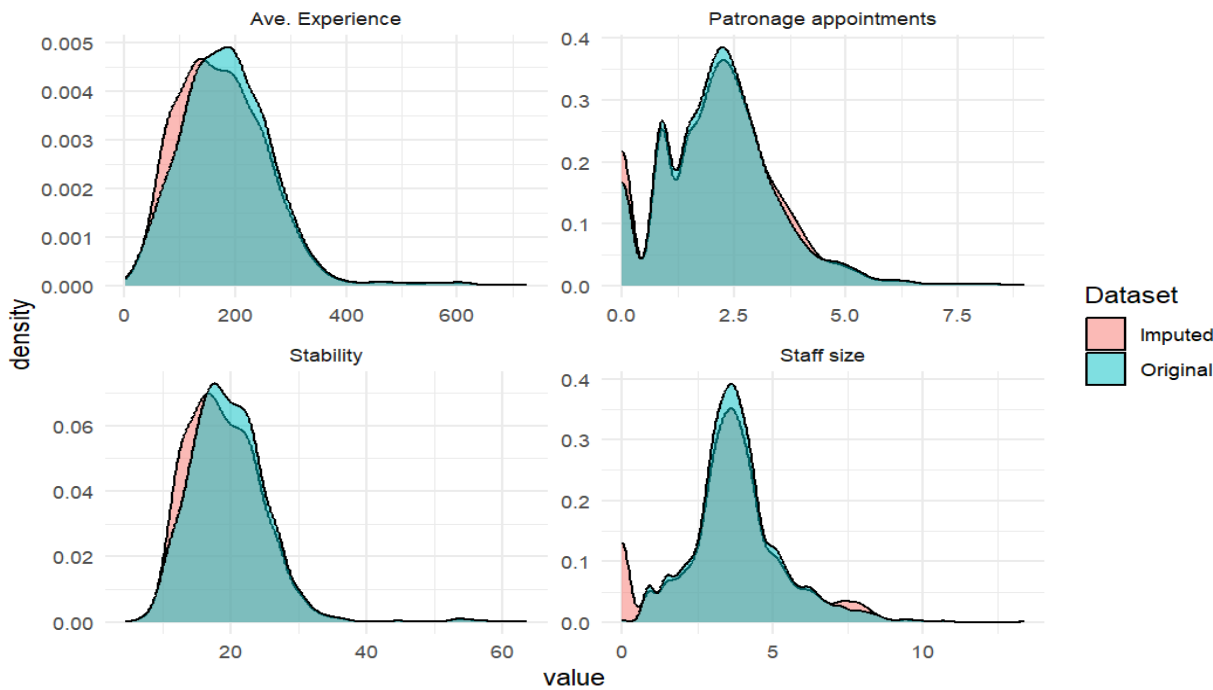 Ave. Experience
Patronage appointments
0.005
0.004
0.003
0.002
0.001
0.000
0 200 400 600
0.4
0.3
0.2
0.1
0.0
0.0 2.5 5.0 7.5
density
Stability
Staff size
0.06
0.04
0.02
0.00
20 40 60
0.4
0.3
0.2
0.1
0.0
0 5 10
value
Dataset
Imputed
Original